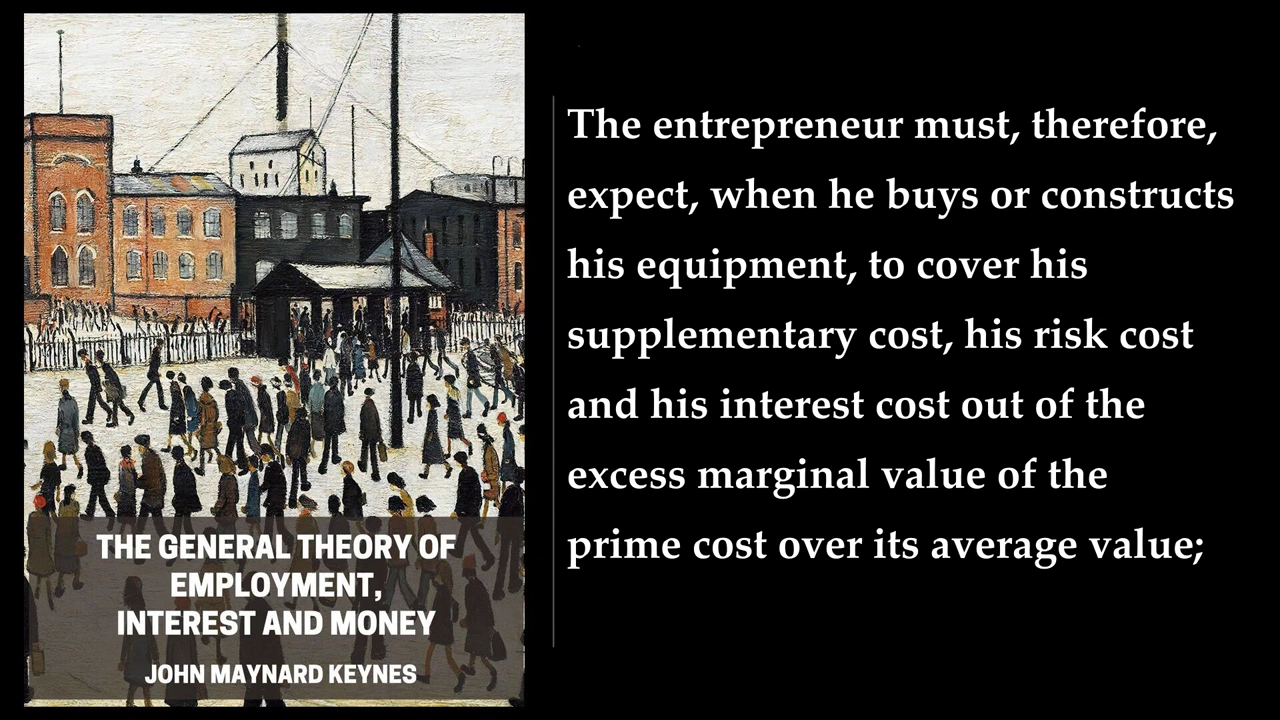 THE GENERAL THEORY OF
EMPLOYMENT,
INTEREST AND MONEY
JOHN MAYNARD KEYNES
The entrepreneur must, therefore,
expect, when he buys or constructs
his equipment, to cover his
supplementary cost, his risk cost
and his interest cost out of the
excess marginal value of the
prime cost over its average value;